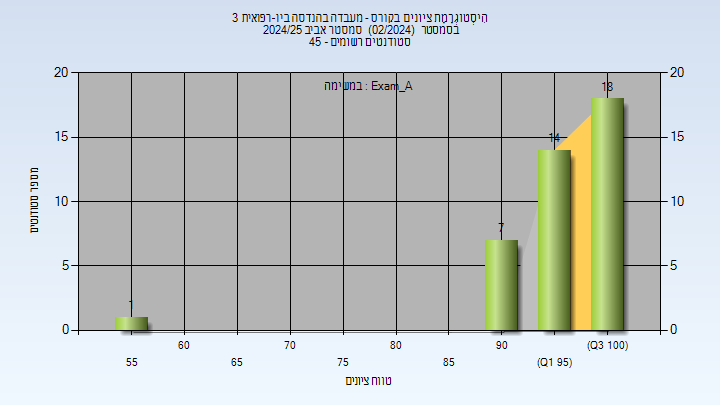 היסטוגרמת ציונים בקורס - מעבדה בהנדסה ביו-רפואית 3
בסמסטר (02/2024) סמסטר אביב 2024/25
סטודנטים רשומים - 45
במשימה : Exam_A
20 20
15 15
10 10
5 5
0 0
1 7 14 18
מספר סטודנטים
60 70 80 90 (Q3 100)
55 65 75 85 (Q1 95)
טווח ציונים